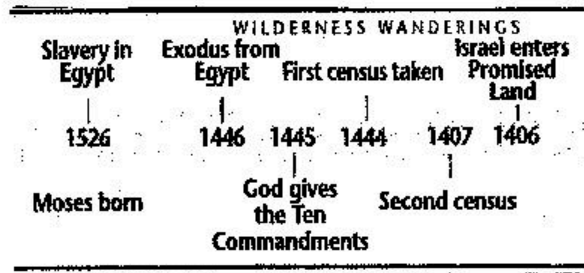 WILDERNESS WANDERINGS
Slavery in Exodus from Israel enters
Egypt Egypt First census taken Promised
Land
1526 1446 1445 1444 1407 1406
Moses born God gives Second census
the Ten
Commandments